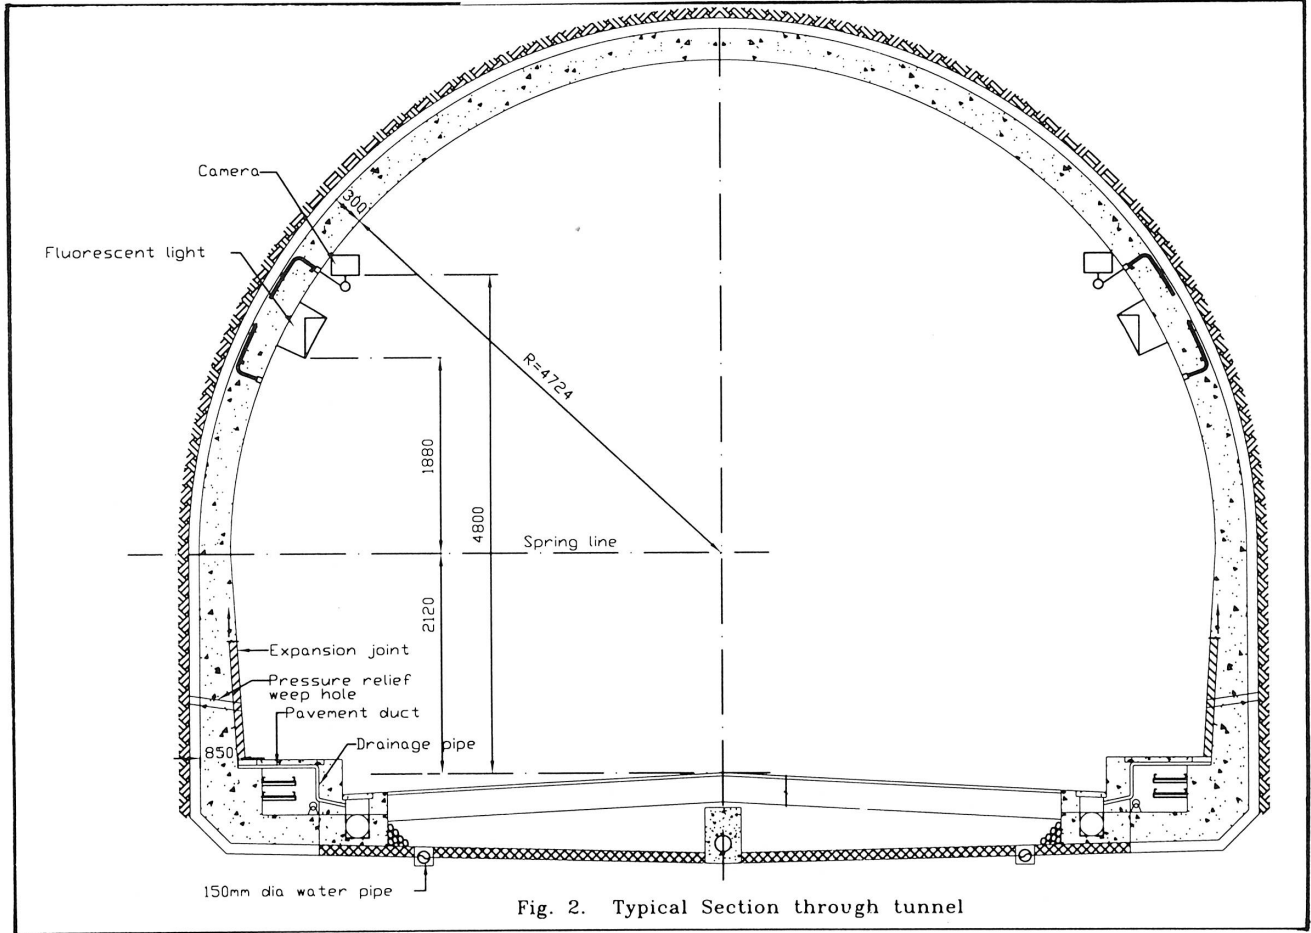 Camera
300
Fluorescent light
R=4724
1880
4800
Spring line
2120
Expansion joint
Pressure relief
weep hole
Pavement duct
Drainage pipe
850
150mm dia water pipe
Fig. 2. Typical Section through tunnel